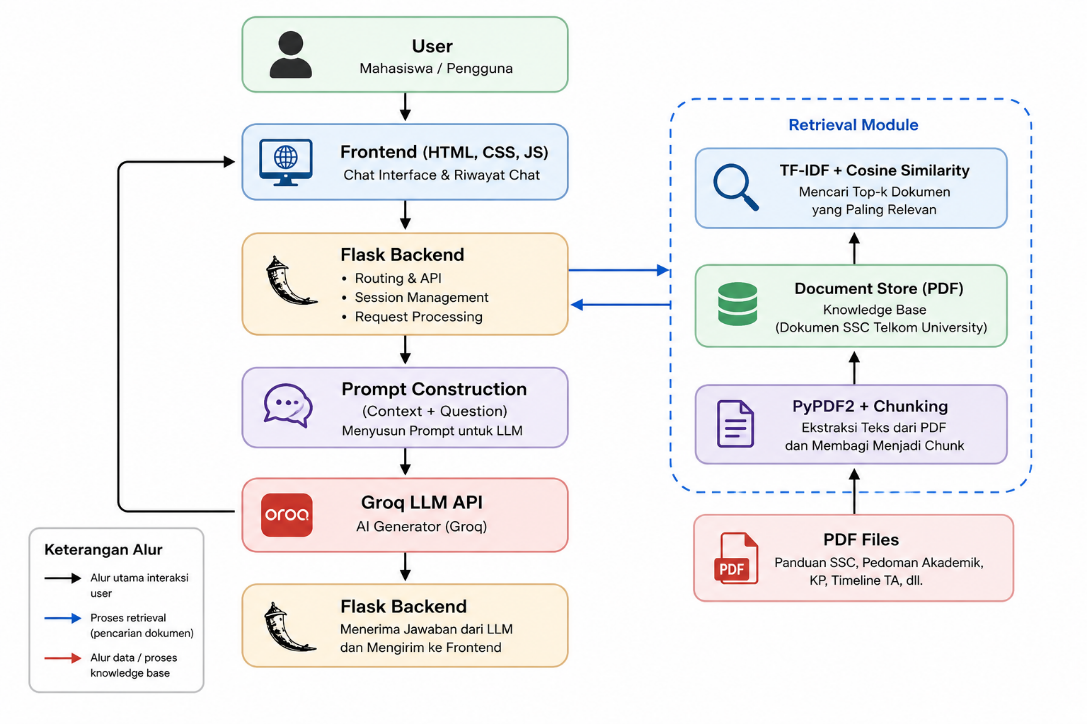 User
Mahasiswa / Pengguna
Frontend (HTML, CSS, JS)
Chat Interface & Riwayat Chat
Flask Backend
• Routing & API
• Session Management
• Request Processing
Prompt Construction
(Context + Question)
Menyusun Prompt untuk LLM
oroq
Groq LLM API
AI Generator (Groq)
Flask Backend
Menerima Jawaban dari LLM
dan Mengirim ke Frontend
Retrieval Module
TF-IDF + Cosine Similarity
Mencari Top-k Dokumen
yang Paling Relevan
Document Store (PDF)
Knowledge Base
(Dokumen SSC Telkom University)
PyPDF2 + Chunking
Ekstraksi Teks dari PDF
dan Membagi Menjadi Chunk
PDF
PDF Files
Panduan SSC, Pedoman Akademik,
KP, Timeline TA, dll.
Keterangan Alur
Alur utama interaksi
user
Proses retrieval
(pencarian dokumen)
Alur data / proses
knowledge base